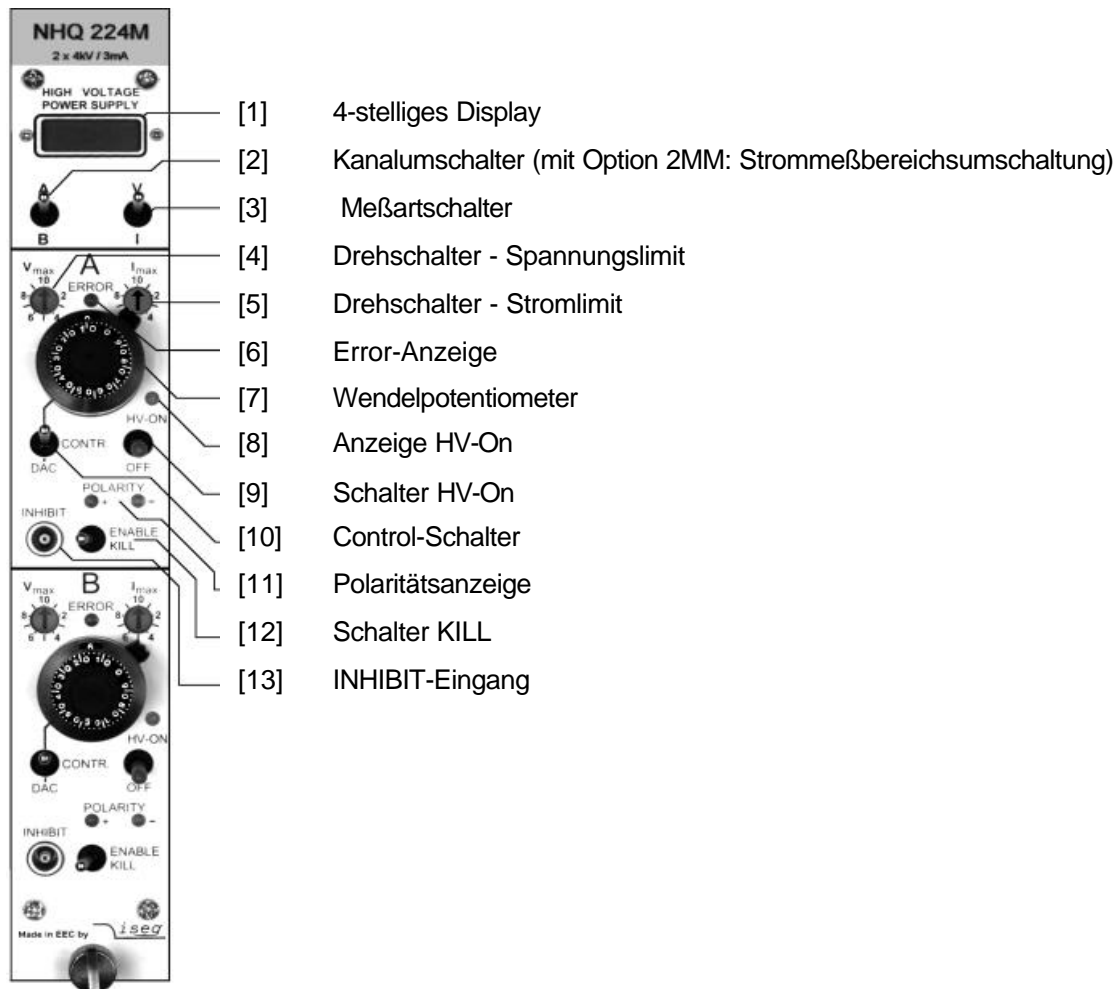 NHQ 224M
2 x 4kV / 3mA
HIGH VOLTAGE
POWER SUPPLY
A V
B I
Vmax A Imax
10 10
ERROR
8 2 8 2
6 4 4
HV-ON
CONTR.
DAC OFF
POLARITY
+ -
INHIBIT
ENABLE
KILL
Vmax B Imax
10 10
ERROR
8 2 8 2
6 4 6 4
HV-ON
CONTR.
DAC OFF
POLARITY
+ -
INHIBIT
ENABLE
KILL
Made in EEC by iseg
[1] 4-stelliges Display
[2] Kanalumschalter (mit Option 2MM: Strommeßbereichsumschaltung)
[3] Meßartschalter
[4] Drehschalter - Spannungslimit
[5] Drehschalter - Stromlimit
[6] Error-Anzeige
[7] Wendelpotentiometer
[8] Anzeige HV-On
[9] Schalter HV-On
[10] Control-Schalter
[11] Polaritätsanzeige
[12] Schalter KILL
[13] INHIBIT-Eingang